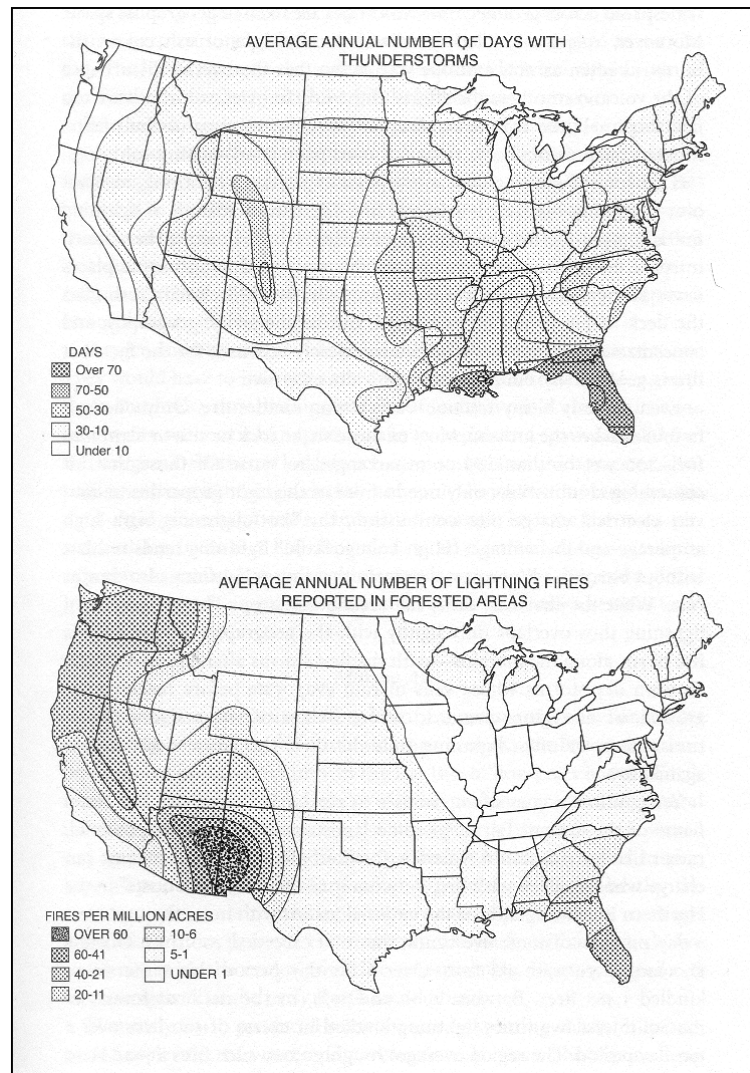 AVERAGE ANNUAL NUMBER OF DAYS WITH
THUNDERSTORMS
DAYS
Over 70
70-50
50-30
30-10
Under 10
AVERAGE ANNUAL NUMBER OF LIGHTNING FIRES
REPORTED IN FORESTED AREAS
FIRES PER MILLION ACRES
OVER 60
60-41
40-21
20-11
10-6
5-1
UNDER 1